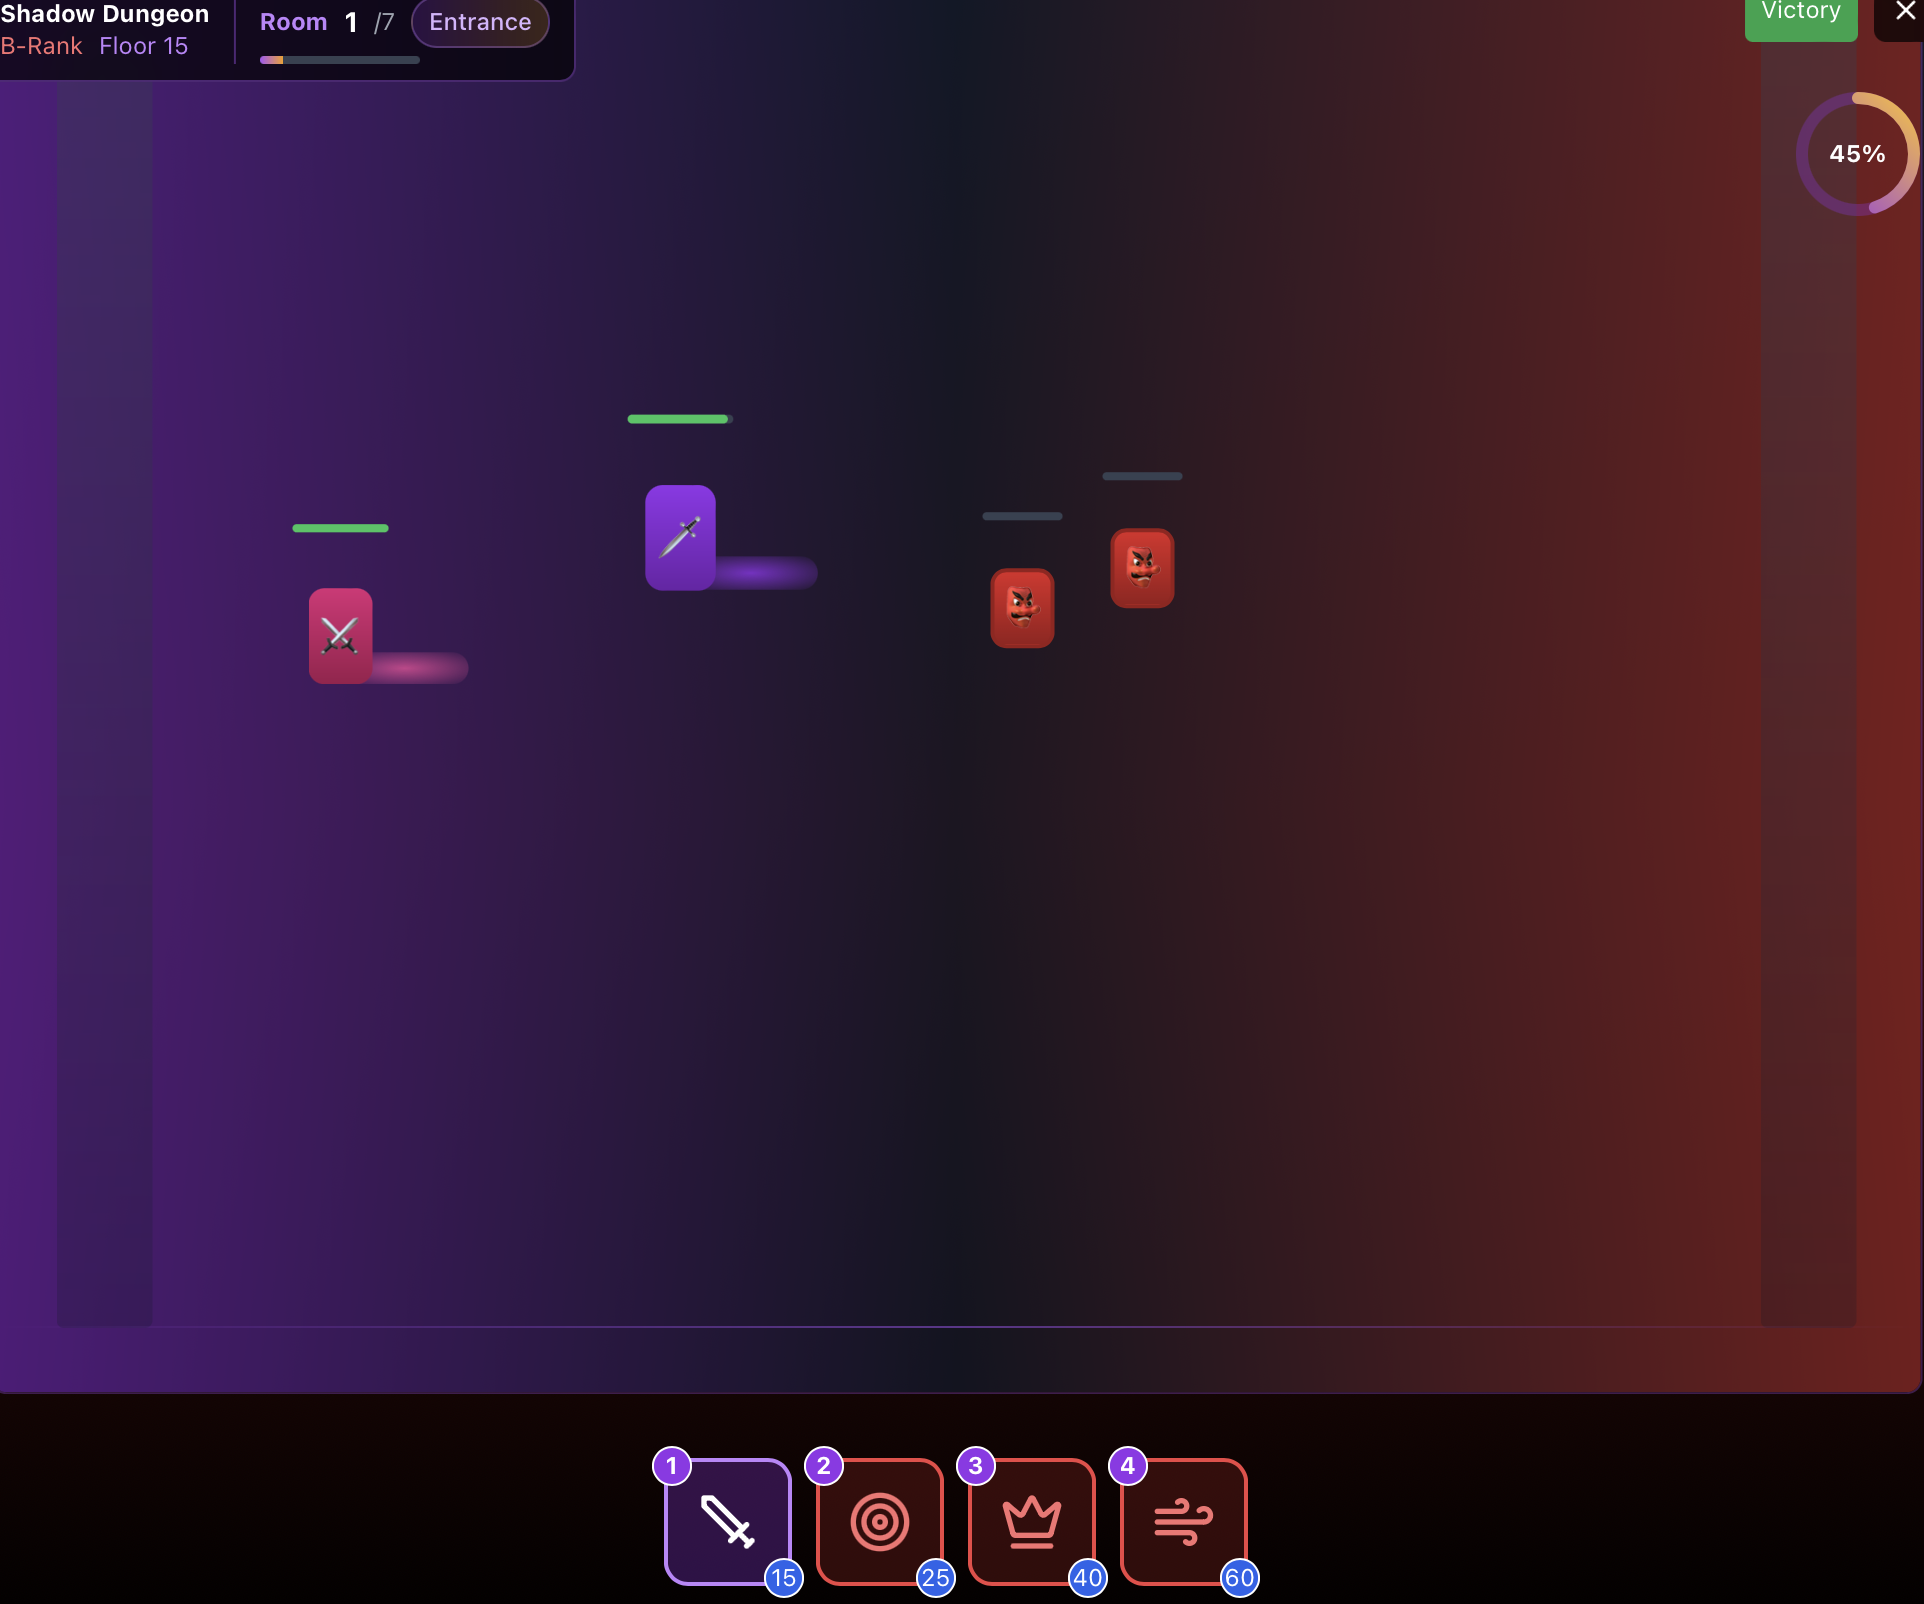 Shadow Dungeon
B-Rank Floor 15
Room 1 /7 Entrance
Victory
45%
1 2 3 4
15 25 40 60